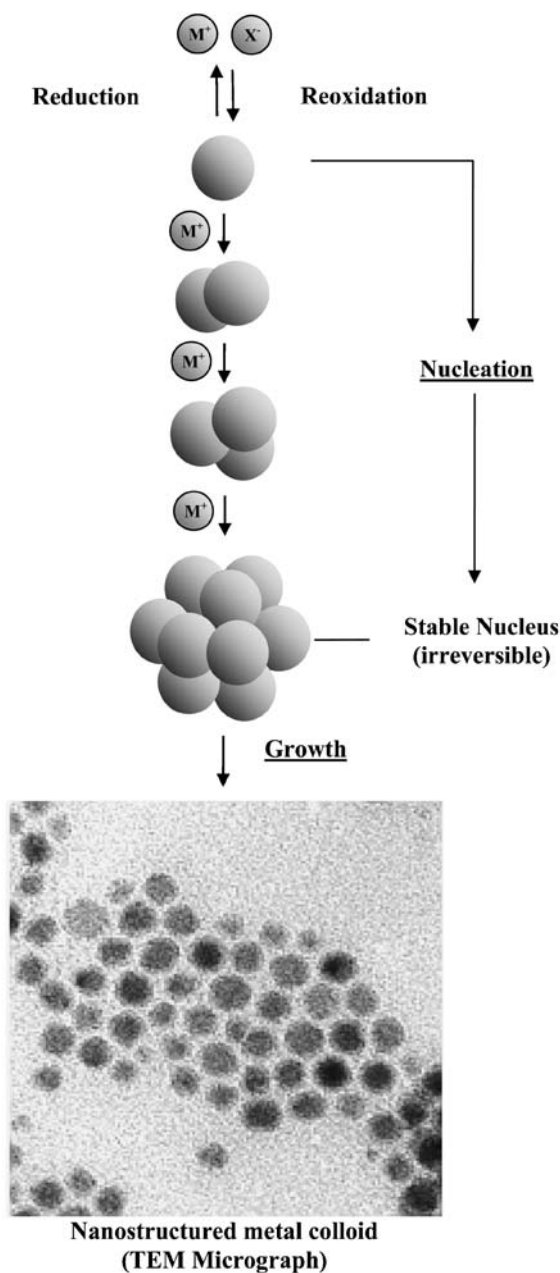 M⁺ X⁻
Reduction
Reoxidation
M⁺
M⁺
Nucleation
M⁺
Stable Nucleus
(irreversible)
Growth
Nanostructured metal colloid
(TEM Micrograph)